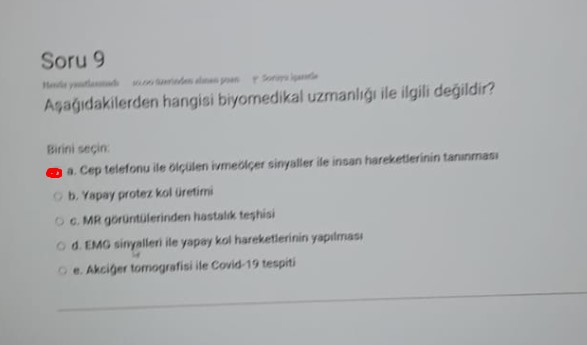 Soru 9
Henüz yanıtlanmadı 10,00 üzerinden alınan puan Soruyu işaretle
Aşağıdakilerden hangisi biyomedikal uzmanlığı ile ilgili değildir?
Birini seçin:
a. Cep telefonu ile ölçülen ivmeölçer sinyaller ile insan hareketlerinin tanınması
b. Yapay protez kol üretimi
c. MR görüntülerinden hastalık teşhisi
d. EMG sinyalleri ile yapay kol hareketlerinin yapılması
e. Akciğer tomografisi ile Covid-19 tespiti